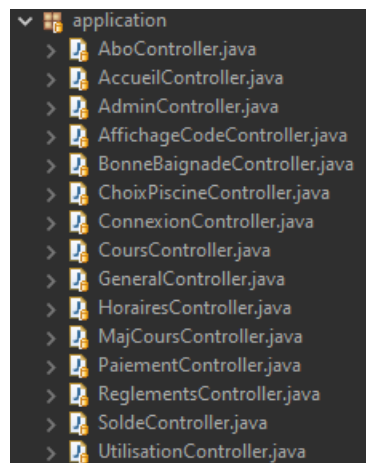 application
AboController.java
AccueilController.java
AdminController.java
AffichageCodeController.java
BonneBaignadeController.java
ChoixPiscineController.java
ConnexionController.java
CoursController.java
GeneralController.java
HorairesController.java
MajCoursController.java
PaiementController.java
ReglementsController.java
SoldeController.java
UtilisationController.java